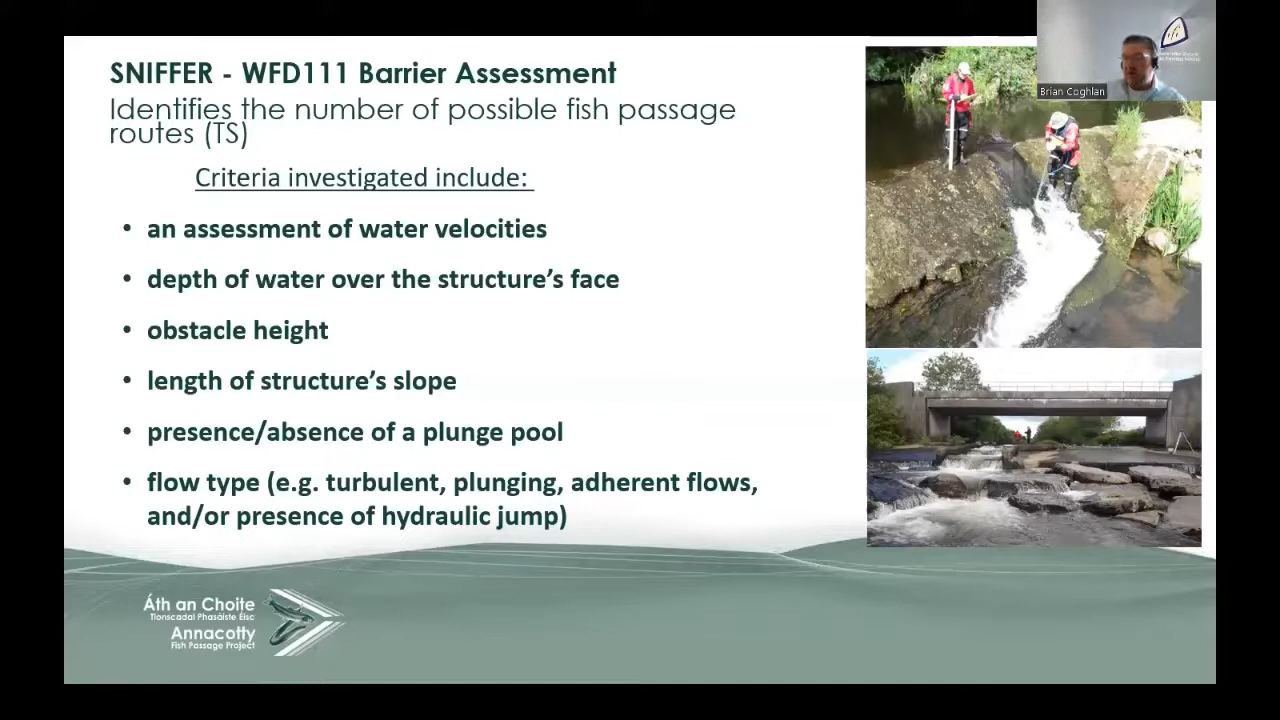 SNIFFER - WFD111 Barrier Assessment
Identifies the number of possible fish passage
routes (TS)
Criteria investigated include:
• an assessment of water velocities
• depth of water over the structure's face
• obstacle height
• length of structure's slope
• presence/absence of a plunge pool
• flow type (e.g. turbulent, plunging, adherent flows,
and/or presence of hydraulic jump)
Brian Coghlan
Áth an Choite
Tionscadal Phasáiste Éisc
Annacotty
Fish Passage Project